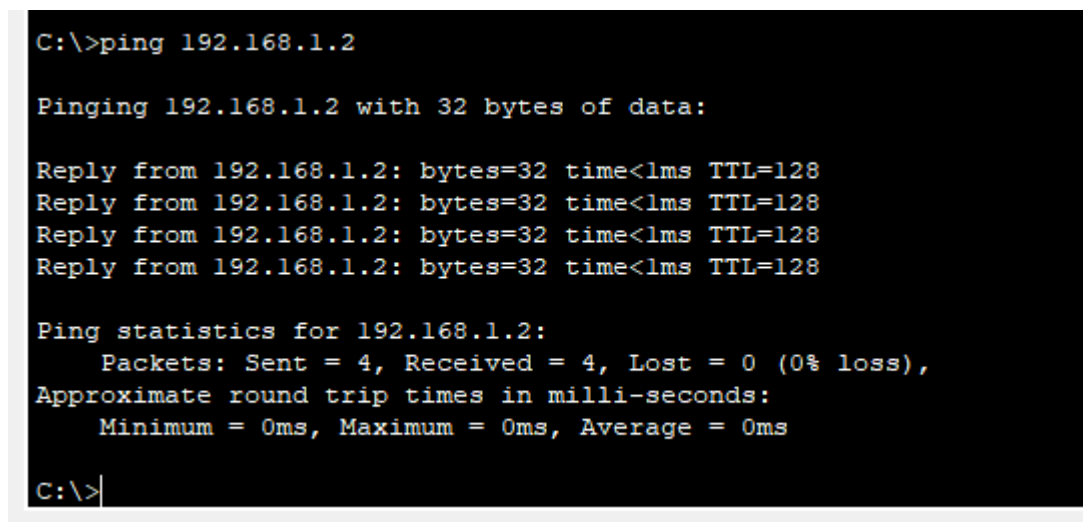 C:\>ping 192.168.1.2
Pinging 192.168.1.2 with 32 bytes of data:
Reply from 192.168.1.2: bytes=32 time<1ms TTL=128
Reply from 192.168.1.2: bytes=32 time<1ms TTL=128
Reply from 192.168.1.2: bytes=32 time<1ms TTL=128
Reply from 192.168.1.2: bytes=32 time<1ms TTL=128
Ping statistics for 192.168.1.2:
    Packets: Sent = 4, Received = 4, Lost = 0 (0% loss),
Approximate round trip times in milli-seconds:
    Minimum = 0ms, Maximum = 0ms, Average = 0ms
C:\>